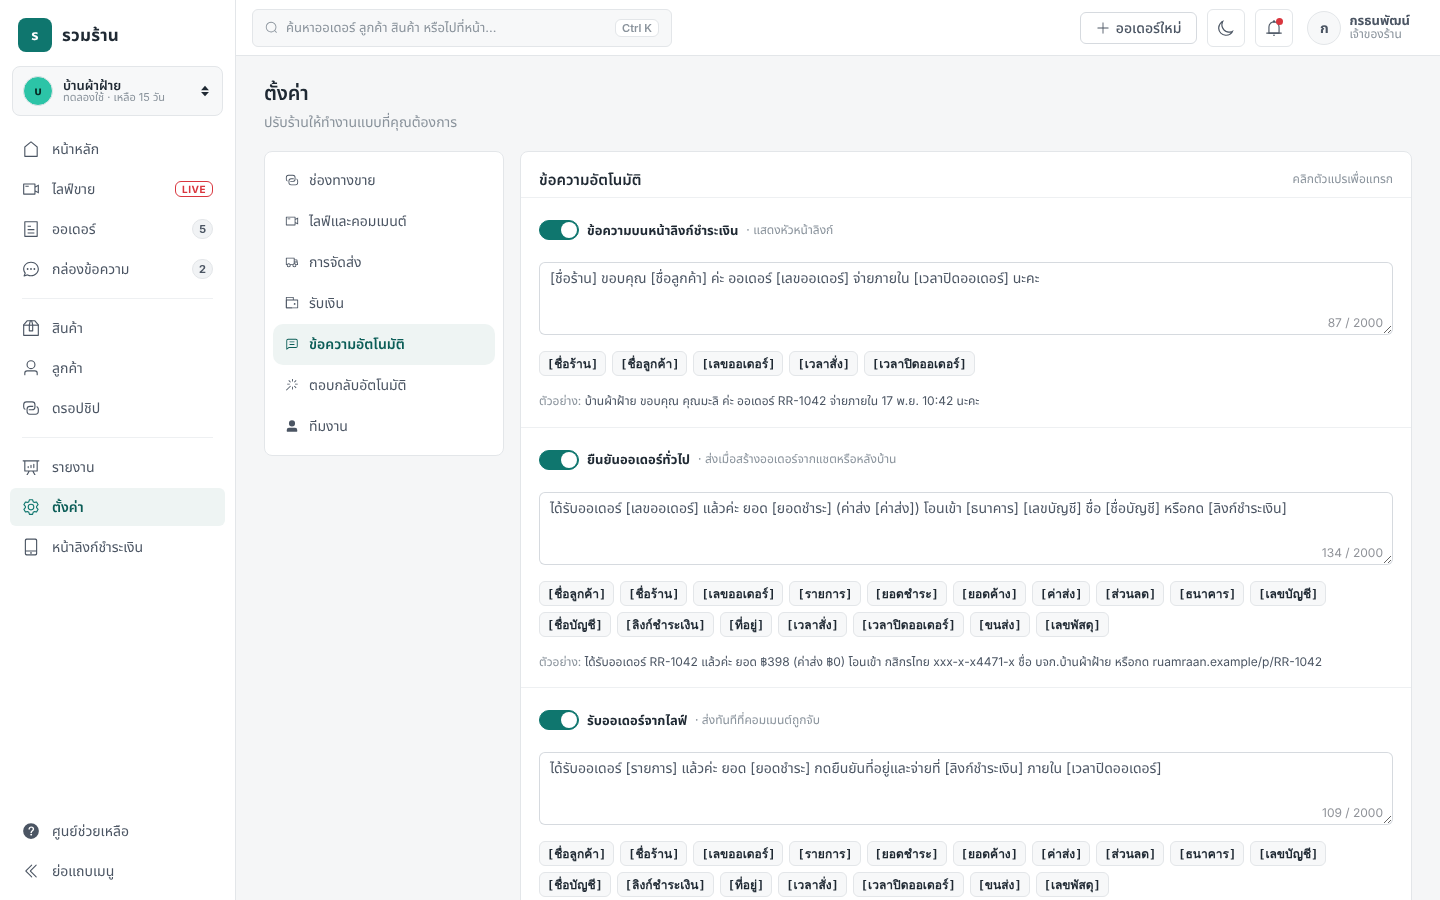 ร
รวมร้าน
บ
บ้านผ้าฝ้าย
ทดลองใช้ · เหลือ 15 วัน
หน้าหลัก
ไลฟ์ขาย
LIVE
ออเดอร์
5
กล่องข้อความ
2
สินค้า
ลูกค้า
ดรอปชิป
รายงาน
ตั้งค่า
หน้าลิงก์ชำระเงิน
ศูนย์ช่วยเหลือ
ย่อแถบเมนู
ค้นหาออเดอร์ ลูกค้า สินค้า หรือไปที่หน้า...
Ctrl K
ออเดอร์ใหม่
ก
กรธนพัฒน์
เจ้าของร้าน
ตั้งค่า
ปรับร้านให้ทำงานแบบที่คุณต้องการ
ช่องทางขาย
ไลฟ์และคอมเมนต์
การจัดส่ง
รับเงิน
ข้อความอัตโนมัติ
ตอบกลับอัตโนมัติ
ทีมงาน
ข้อความอัตโนมัติ
คลิกตัวแปรเพื่อแทรก
ข้อความบนหน้าลิงก์ชำระเงิน · แสดงหัวหน้าลิงก์
[ชื่อร้าน] ขอบคุณ [ชื่อลูกค้า] ค่ะ ออเดอร์ [เลขออเดอร์] จ่ายภายใน [เวลาปิดออเดอร์] นะคะ
87 / 2000
[ชื่อร้าน] [ชื่อลูกค้า] [เลขออเดอร์] [เวลาสั่ง] [เวลาปิดออเดอร์]
ตัวอย่าง: บ้านผ้าฝ้าย ขอบคุณ คุณมะลิ ค่ะ ออเดอร์ RR-1042 จ่ายภายใน 17 พ.ย. 10:42 นะคะ
ยืนยันออเดอร์ทั่วไป · ส่งเมื่อสร้างออเดอร์จากแชตหรือหลังบ้าน
ได้รับออเดอร์ [เลขออเดอร์] แล้วค่ะ ยอด [ยอดชำระ] (ค่าส่ง [ค่าส่ง]) โอนเข้า [ธนาคาร] [เลขบัญชี] ชื่อ [ชื่อบัญชี] หรือกด [ลิงก์ชำระเงิน]
134 / 2000
[ชื่อลูกค้า] [ชื่อร้าน] [เลขออเดอร์] [รายการ] [ยอดชำระ] [ยอดค้าง] [ค่าส่ง] [ส่วนลด] [ธนาคาร] [เลขบัญชี]
[ชื่อบัญชี] [ลิงก์ชำระเงิน] [ที่อยู่] [เวลาสั่ง] [เวลาปิดออเดอร์] [ขนส่ง] [เลขพัสดุ]
ตัวอย่าง: ได้รับออเดอร์ RR-1042 แล้วค่ะ ยอด ฿398 (ค่าส่ง ฿0) โอนเข้า กสิกรไทย xxx-x-x4471-x ชื่อ บจก.บ้านผ้าฝ้าย หรือกด ruamraan.example/p/RR-1042
รับออเดอร์จากไลฟ์ · ส่งทันทีที่คอมเมนต์ถูกจับ
ได้รับออเดอร์ [รายการ] แล้วค่ะ ยอด [ยอดชำระ] กดยืนยันที่อยู่และจ่ายที่ [ลิงก์ชำระเงิน] ภายใน [เวลาปิดออเดอร์]
109 / 2000
[ชื่อลูกค้า] [ชื่อร้าน] [เลขออเดอร์] [รายการ] [ยอดชำระ] [ยอดค้าง] [ค่าส่ง] [ส่วนลด] [ธนาคาร] [เลขบัญชี]
[ชื่อบัญชี] [ลิงก์ชำระเงิน] [ที่อยู่] [เวลาสั่ง] [เวลาปิดออเดอร์] [ขนส่ง] [เลขพัสดุ]